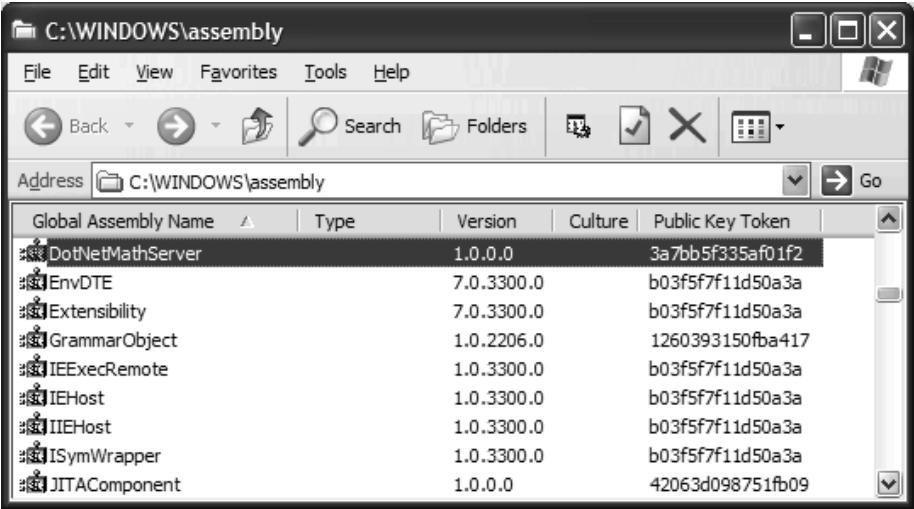 C:\WINDOWS\assembly
File Edit View Favorites Tools Help
Back Search Folders
Address C:\WINDOWS\assembly Go
Global Assembly Name Type Version Culture Public Key Token
DotNetMathServer 1.0.0.0 3a7bb5f335af01f2
EnvDTE 7.0.3300.0 b03f5f7f11d50a3a
Extensibility 7.0.3300.0 b03f5f7f11d50a3a
GrammarObject 1.0.2206.0 1260393150fba417
IEExecRemote 1.0.3300.0 b03f5f7f11d50a3a
IEHost 1.0.3300.0 b03f5f7f11d50a3a
IIEHost 1.0.3300.0 b03f5f7f11d50a3a
ISymWrapper 1.0.3300.0 b03f5f7f11d50a3a
JITAComponent 1.0.0.0 42063d098751fb09